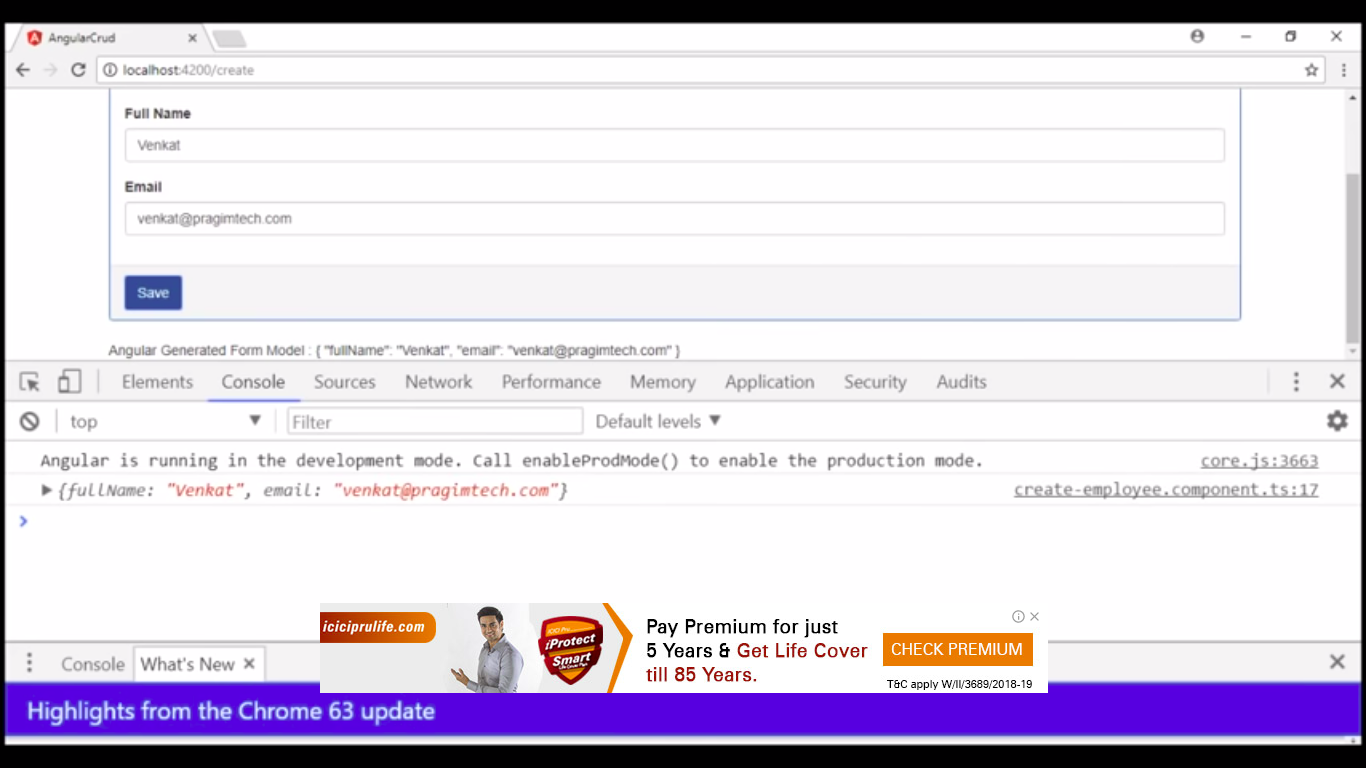 AngularCrud
localhost:4200/create
Full Name
Venkat
Email
venkat@pragimtech.com
Save
Angular Generated Form Model : { "fullName": "Venkat", "email": "venkat@pragimtech.com" }
Elements Console Sources Network Performance Memory Application Security Audits
top Filter Default levels
Angular is running in the development mode. Call enableProdMode() to enable the production mode. core.js:3663
{fullName: "Venkat", email: "venkat@pragimtech.com"} create-employee.component.ts:17
iciciprulife.com
iProtect
Smart
Pay Premium for just
5 Years & Get Life Cover
till 85 Years.
CHECK PREMIUM
T&C apply W/II/3689/2018-19
Console What's New
Highlights from the Chrome 63 update